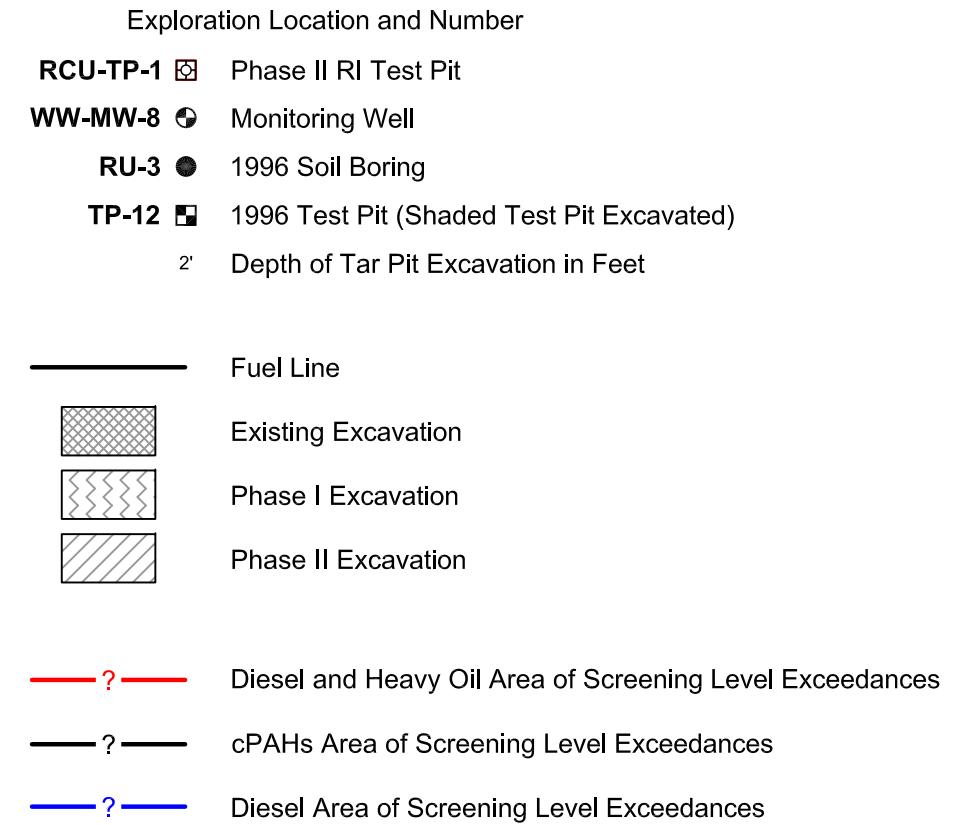 Exploration Location and Number
RCU-TP-1 Phase II RI Test Pit
WW-MW-8 Monitoring Well
RU-3 1996 Soil Boring
TP-12 1996 Test Pit (Shaded Test Pit Excavated)
2' Depth of Tar Pit Excavation in Feet
Fuel Line
Existing Excavation
Phase I Excavation
Phase II Excavation
? Diesel and Heavy Oil Area of Screening Level Exceedances
? cPAHs Area of Screening Level Exceedances
? Diesel Area of Screening Level Exceedances